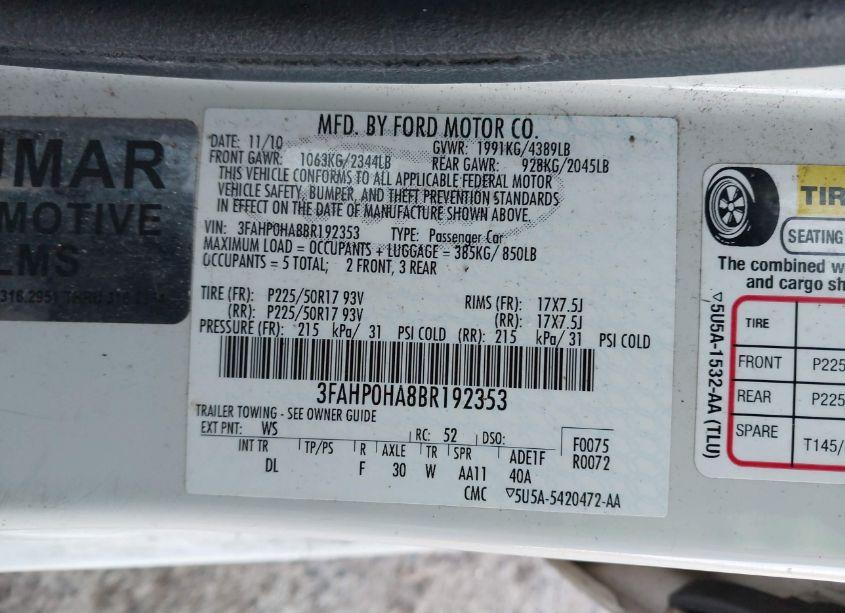 UMAR
MOTIVE
LMS
MFD. BY FORD MOTOR CO.
DATE: 11/10 GVWR: 1991KG/4389LB
FRONT GAWR: 1063KG/2344LB REAR GAWR: 928KG/2045LB
THIS VEHICLE CONFORMS TO ALL APPLICABLE FEDERAL MOTOR
VEHICLE SAFETY, BUMPER, AND THEFT PREVENTION STANDARDS
IN EFFECT ON THE DATE OF MANUFACTURE SHOWN ABOVE.
VIN: 3FAHP0HA8BR192353 TYPE: Passenger Car
MAXIMUM LOAD = OCCUPANTS + LUGGAGE = 385KG/ 850LB
OCCUPANTS = 5 TOTAL; 2 FRONT, 3 REAR
TIRE (FR): P225/50R17 93V RIMS (FR): 17X7.5J
(RR): P225/50R17 93V (RR): 17X7.5J
PRESSURE (FR): 215 kPa/ 31 PSI COLD (RR): 215 kPa/ 31 PSI COLD
3FAHP0HA8BR192353
TRAILER TOWING - SEE OWNER GUIDE
EXT PNT: WS RC: 52 DSO: F0075
INT TR TP/PS R AXLE TR SPR ADE1F R0072
DL F 30 W AA11 40A
CMC ▽5U5A-5420472-AA
TIR
SEATING
The combined w
and cargo sh
TIRE
FRONT P225
REAR P225
SPARE T145/
▽5U5A-1532-AA (TLU)